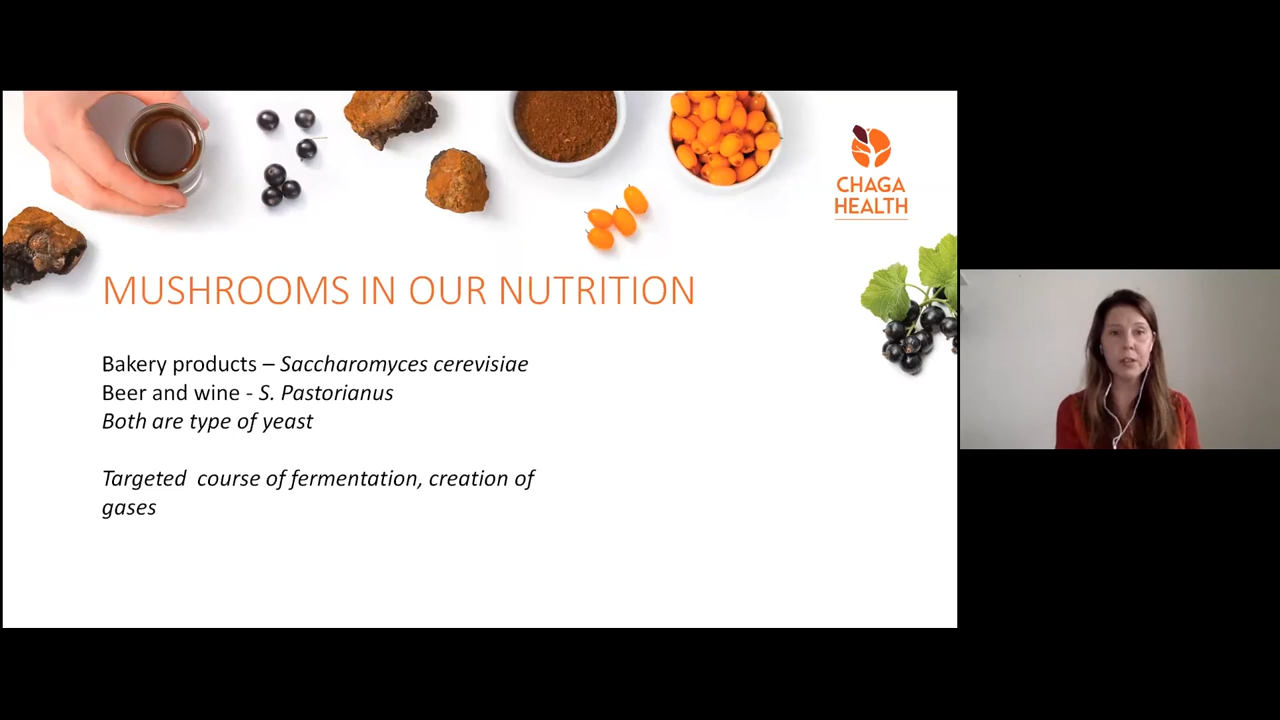 CHAGA
HEALTH
MUSHROOMS IN OUR NUTRITION
Bakery products – Saccharomyces cerevisiae
Beer and wine - S. Pastorianus
Both are type of yeast
Targeted  course of fermentation, creation of
gases